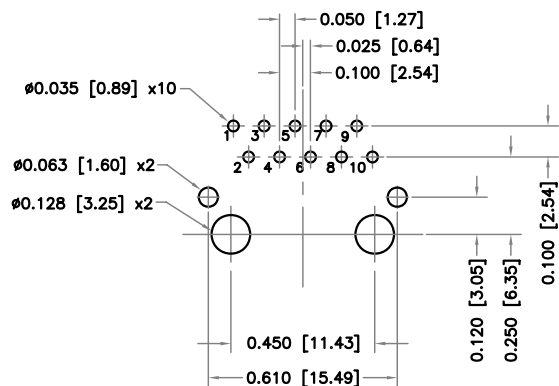 0.050 [1.27]
0.025 [0.64]
0.100 [2.54]
ø0.035 [0.89] x10
1 3 5 7 9
2 4 6 8 10
ø0.063 [1.60] x2
ø0.128 [3.25] x2
0.100 [2.54]
0.120 [3.05]
0.250 [6.35]
0.450 [11.43]
0.610 [15.49]